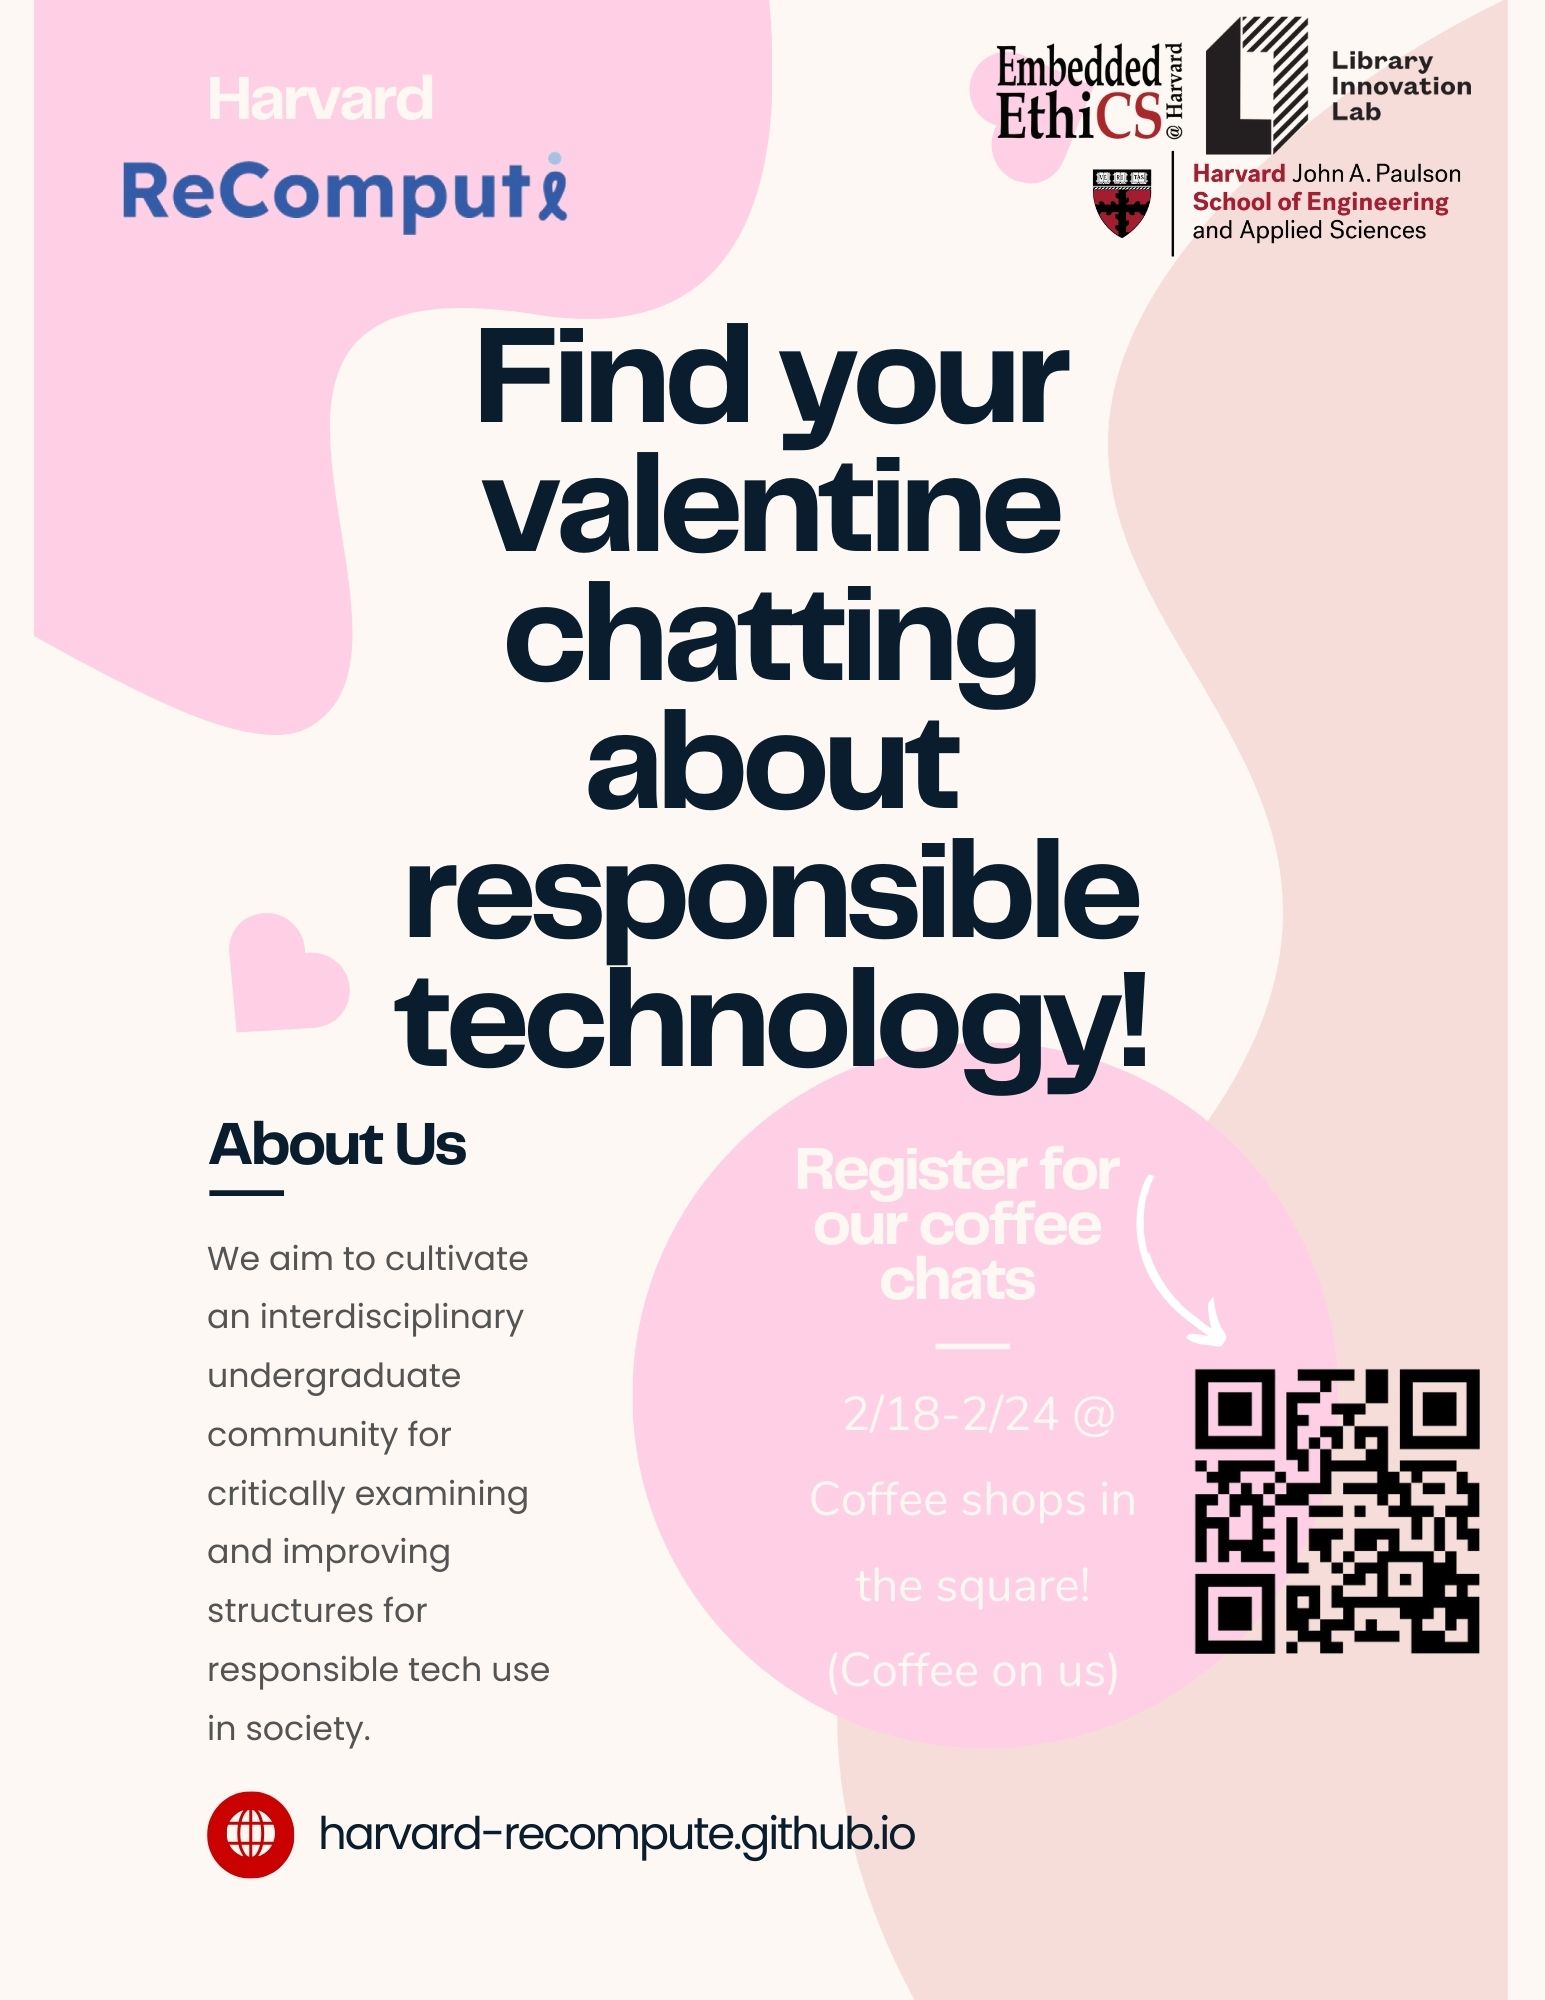 Harvard
ReCompute
Embedded
EthiCS
@ Harvard
Library
Innovation
Lab
Harvard John A. Paulson
School of Engineering
and Applied Sciences
Find your
valentine
chatting
about
responsible
technology!
About Us
We aim to cultivate
an interdisciplinary
undergraduate
community for
critically examining
and improving
structures for
responsible tech use
in society.
Register for
our coffee
chats
2/18-2/24 @
Coffee shops in
the square!
(Coffee on us)
harvard-recompute.github.io